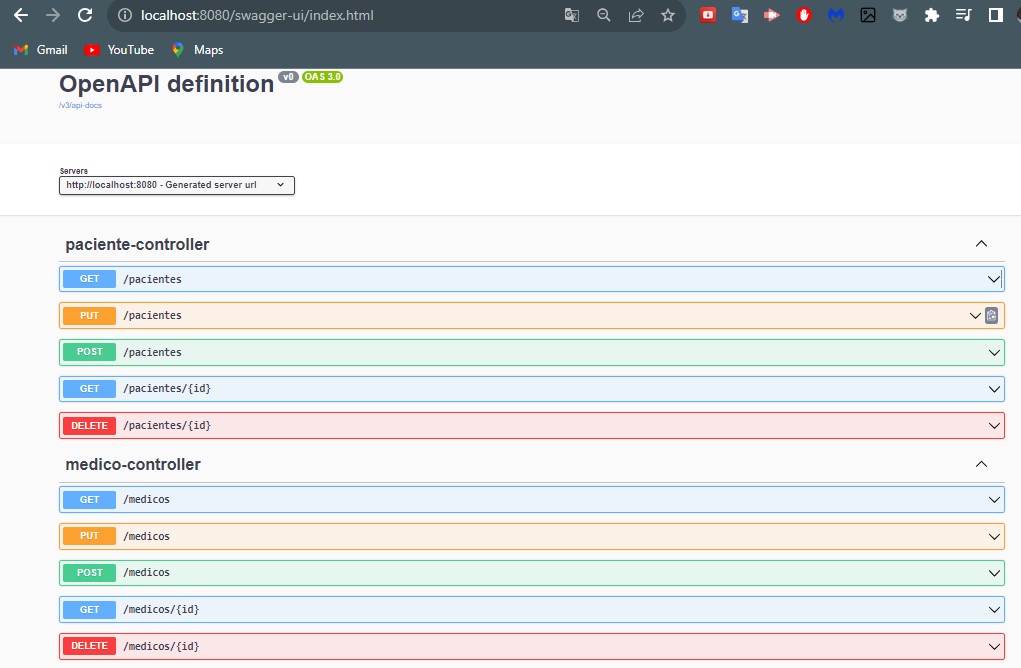 localhost:8080/swagger-ui/index.html
Gmail YouTube Maps
OpenAPI definition v0 OAS 3.0
/v3/api-docs
Servers
http://localhost:8080 - Generated server url
paciente-controller
GET /pacientes
PUT /pacientes
POST /pacientes
GET /pacientes/{id}
DELETE /pacientes/{id}
medico-controller
GET /medicos
PUT /medicos
POST /medicos
GET /medicos/{id}
DELETE /medicos/{id}